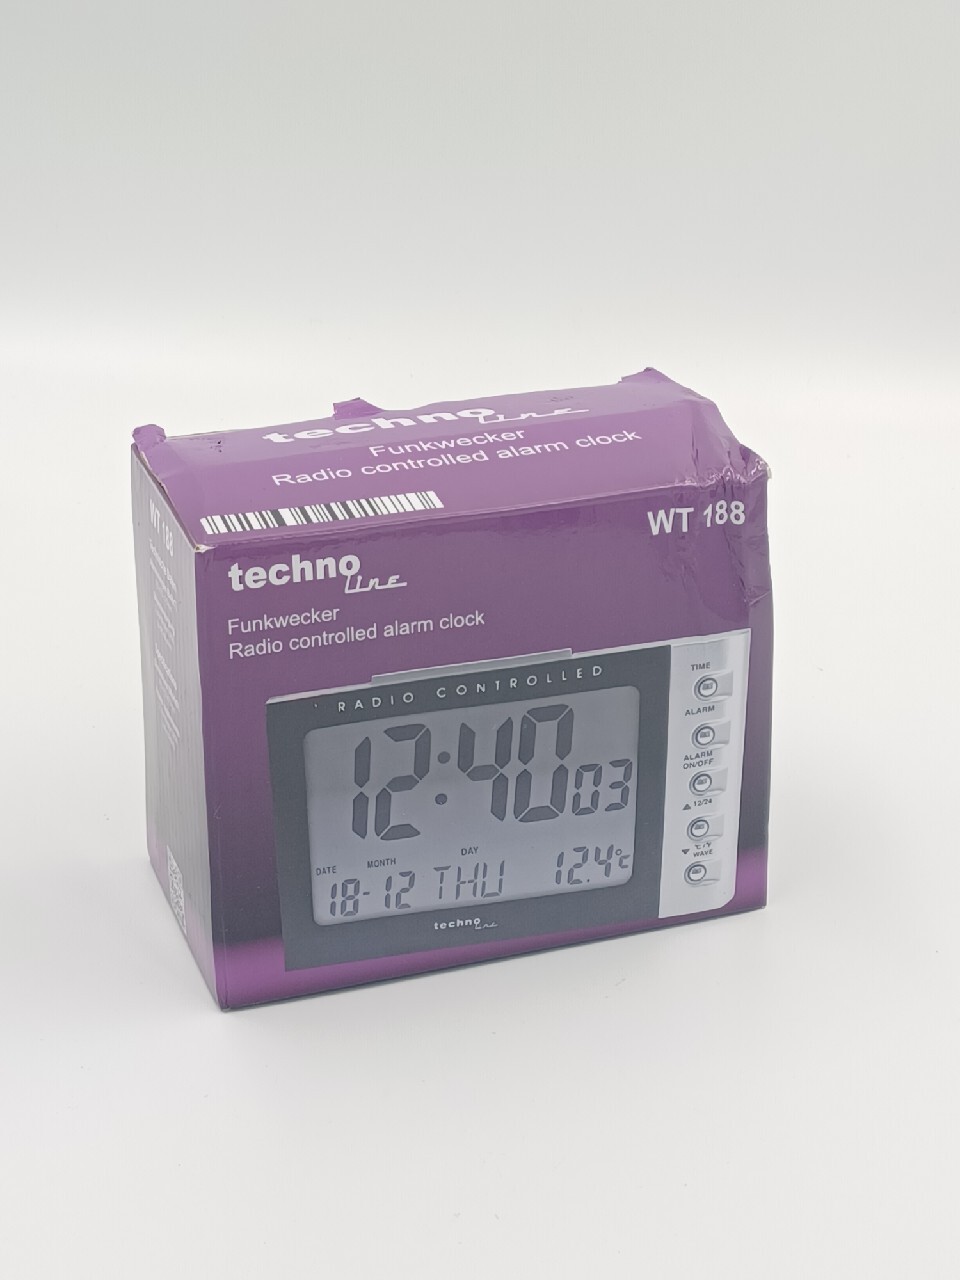 techno line
Funkwecker
Radio controlled alarm clock
WT 188
WT 188
techno line
Funkwecker
Radio controlled alarm clock
RADIO CONTROLLED
12:40 03
DATE MONTH DAY
18-12 THU 12.4°C
techno line
TIME
ALARM
ALARM
ON/OFF
▲ 12/24
▼ °C/°F
WAVE